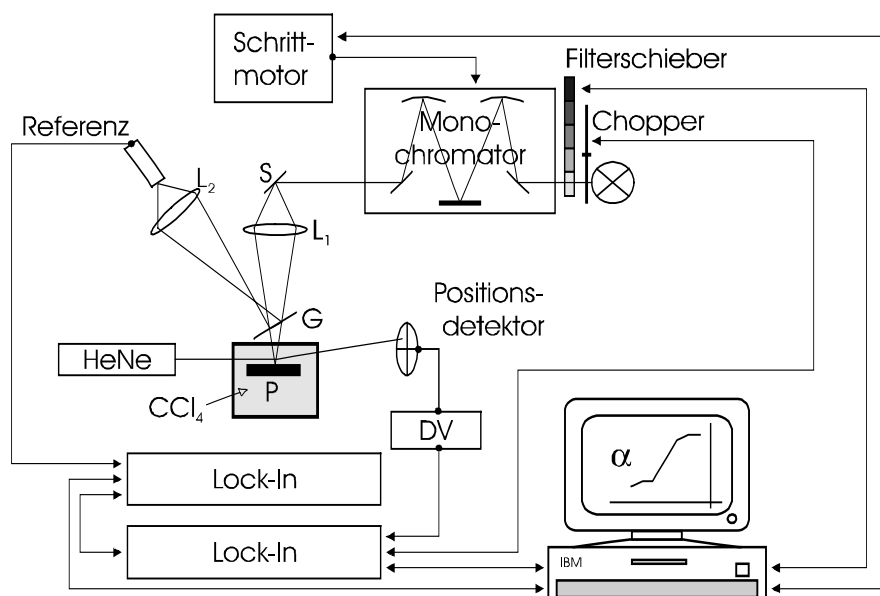 Schritt-
motor
Filterschieber
Mono-
chromator
Chopper
Referenz
L₂
S
L₁
G
Positions-
detektor
HeNe
P
CCl₄
DV
α
Lock-In
Lock-In
IBM